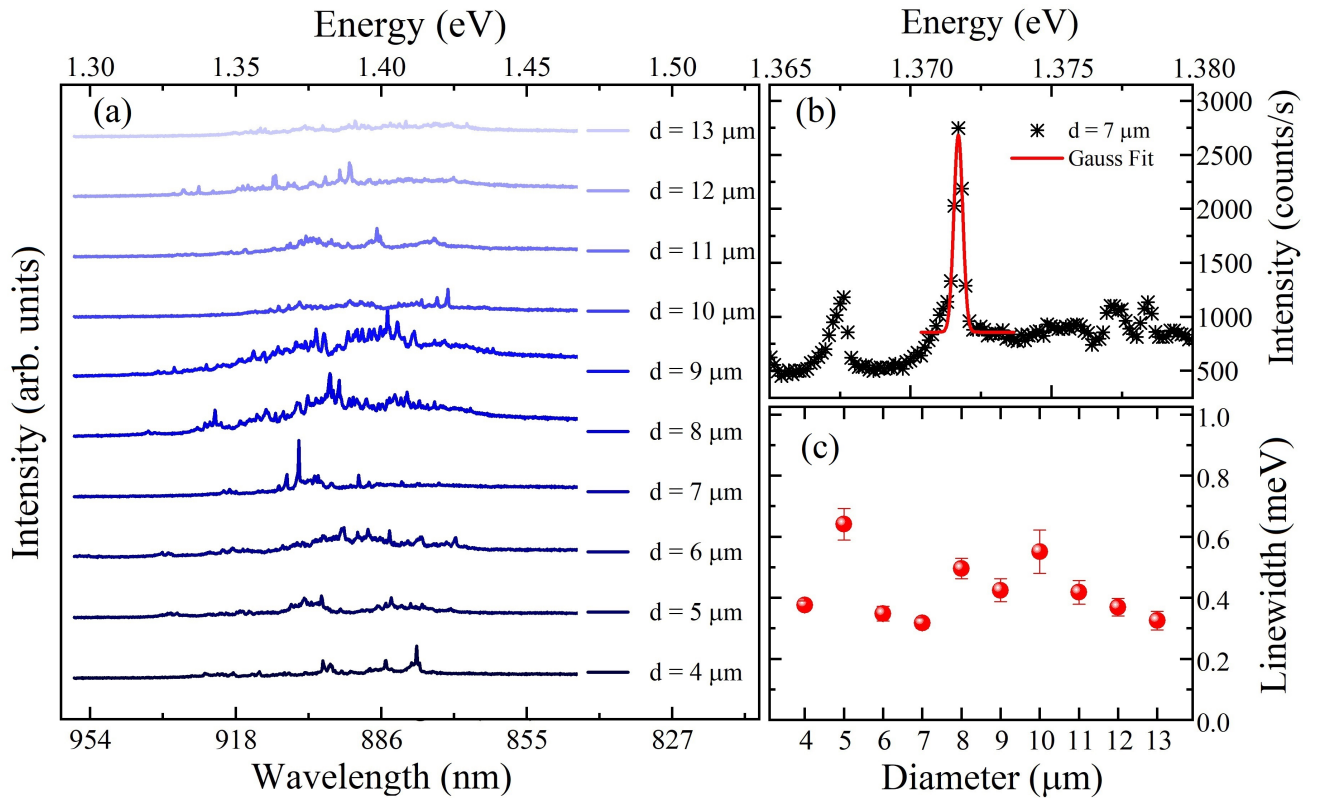 Energy (eV)
1.30 1.35 1.40 1.45 1.50
(a)
d = 13 μm
d = 12 μm
d = 11 μm
d = 10 μm
d = 9 μm
d = 8 μm
d = 7 μm
d = 6 μm
d = 5 μm
d = 4 μm
Intensity (arb. units)
954 918 886 855 827
Wavelength (nm)
Energy (eV)
1.365 1.370 1.375 1.380
(b)
d = 7 μm
Gauss Fit
3000
2500
2000
1500
1000
500
Intensity (counts/s)
(c)
1.0
0.8
0.6
0.4
0.2
0.0
Linewidth (meV)
4 5 6 7 8 9 10 11 12 13
Diameter (μm)